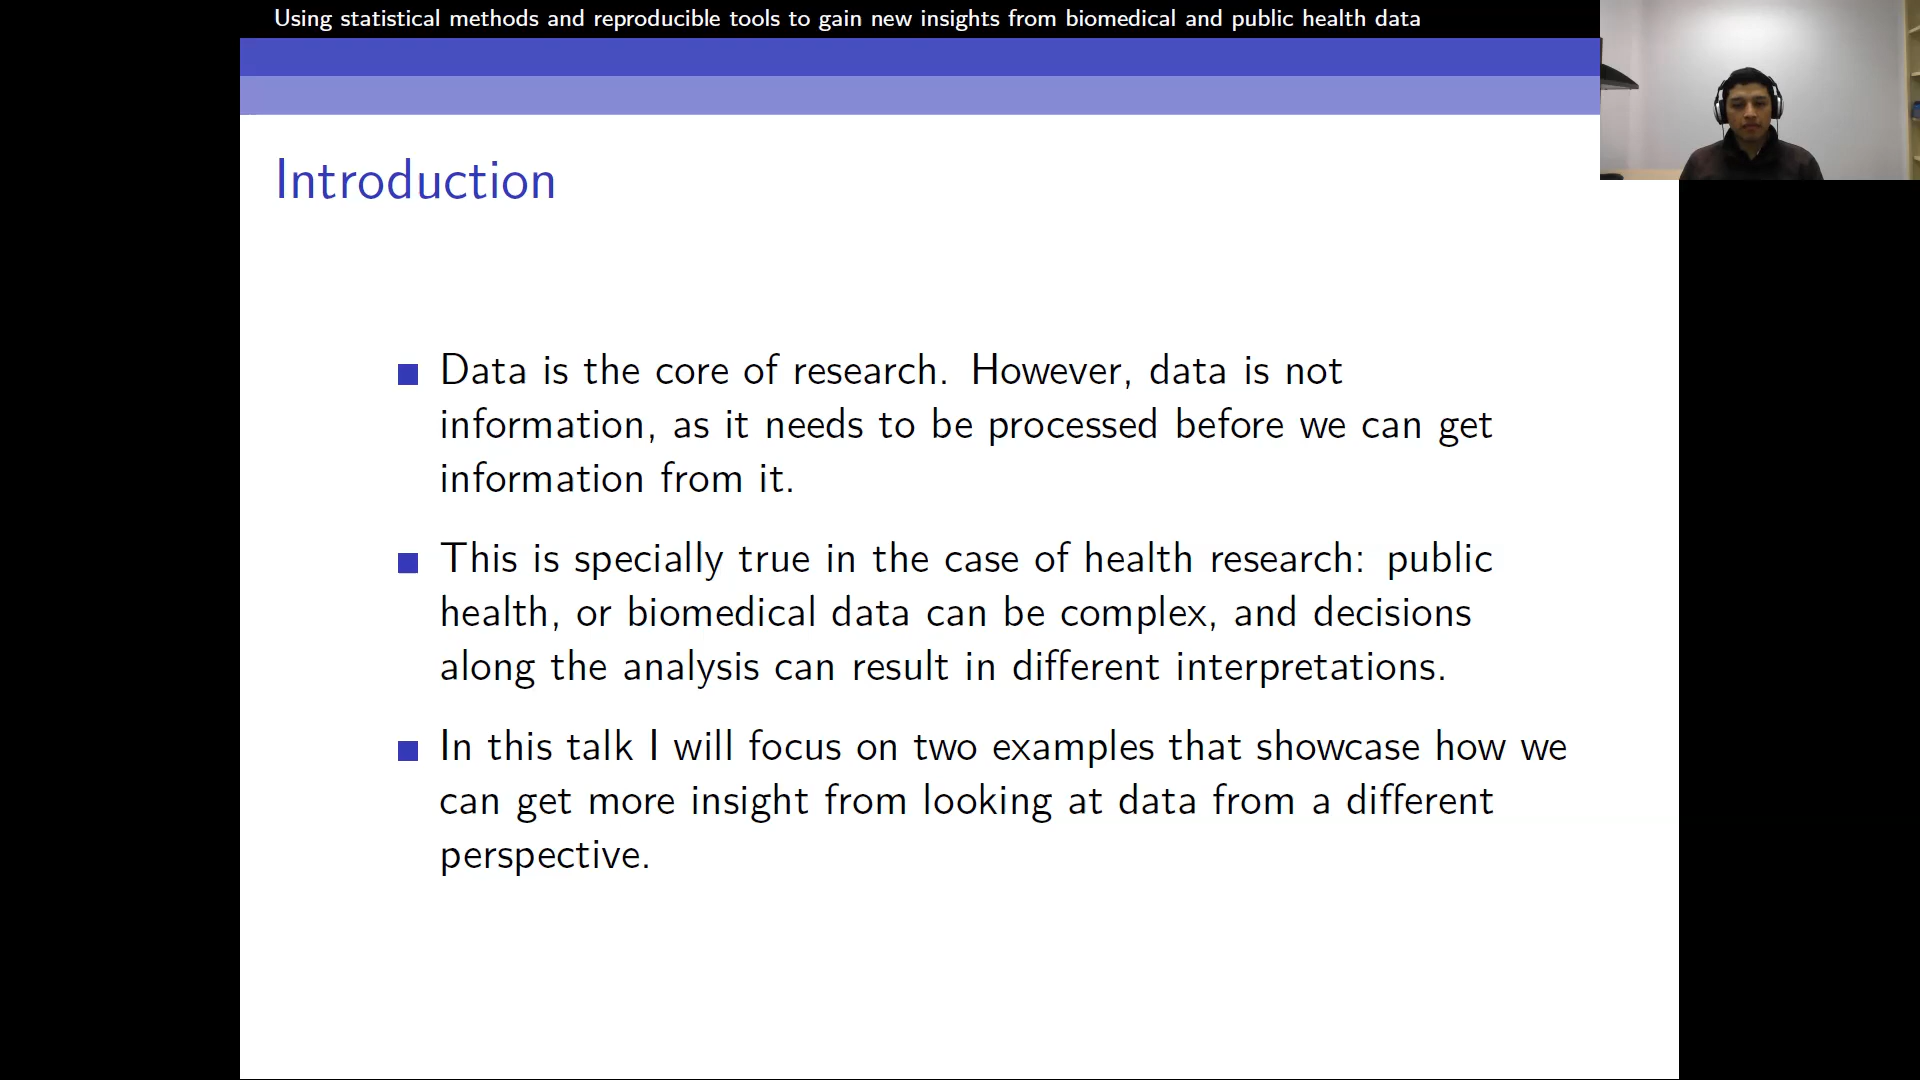 Using statistical methods and reproducible tools to gain new insights from biomedical and public health data
Introduction
Data is the core of research. However, data is not
information, as it needs to be processed before we can get
information from it.
This is specially true in the case of health research: public
health, or biomedical data can be complex, and decisions
along the analysis can result in different interpretations.
In this talk I will focus on two examples that showcase how we
can get more insight from looking at data from a different
perspective.